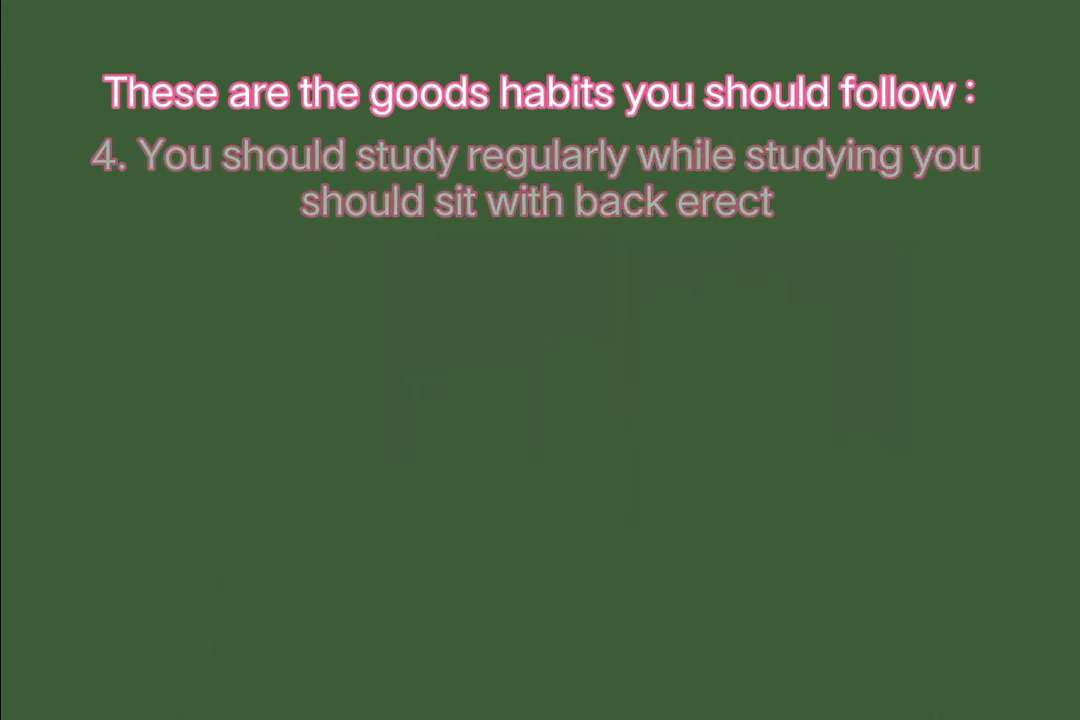 These are the goods habits you should follow :
4. You should study regularly while studying you
should sit with back erect